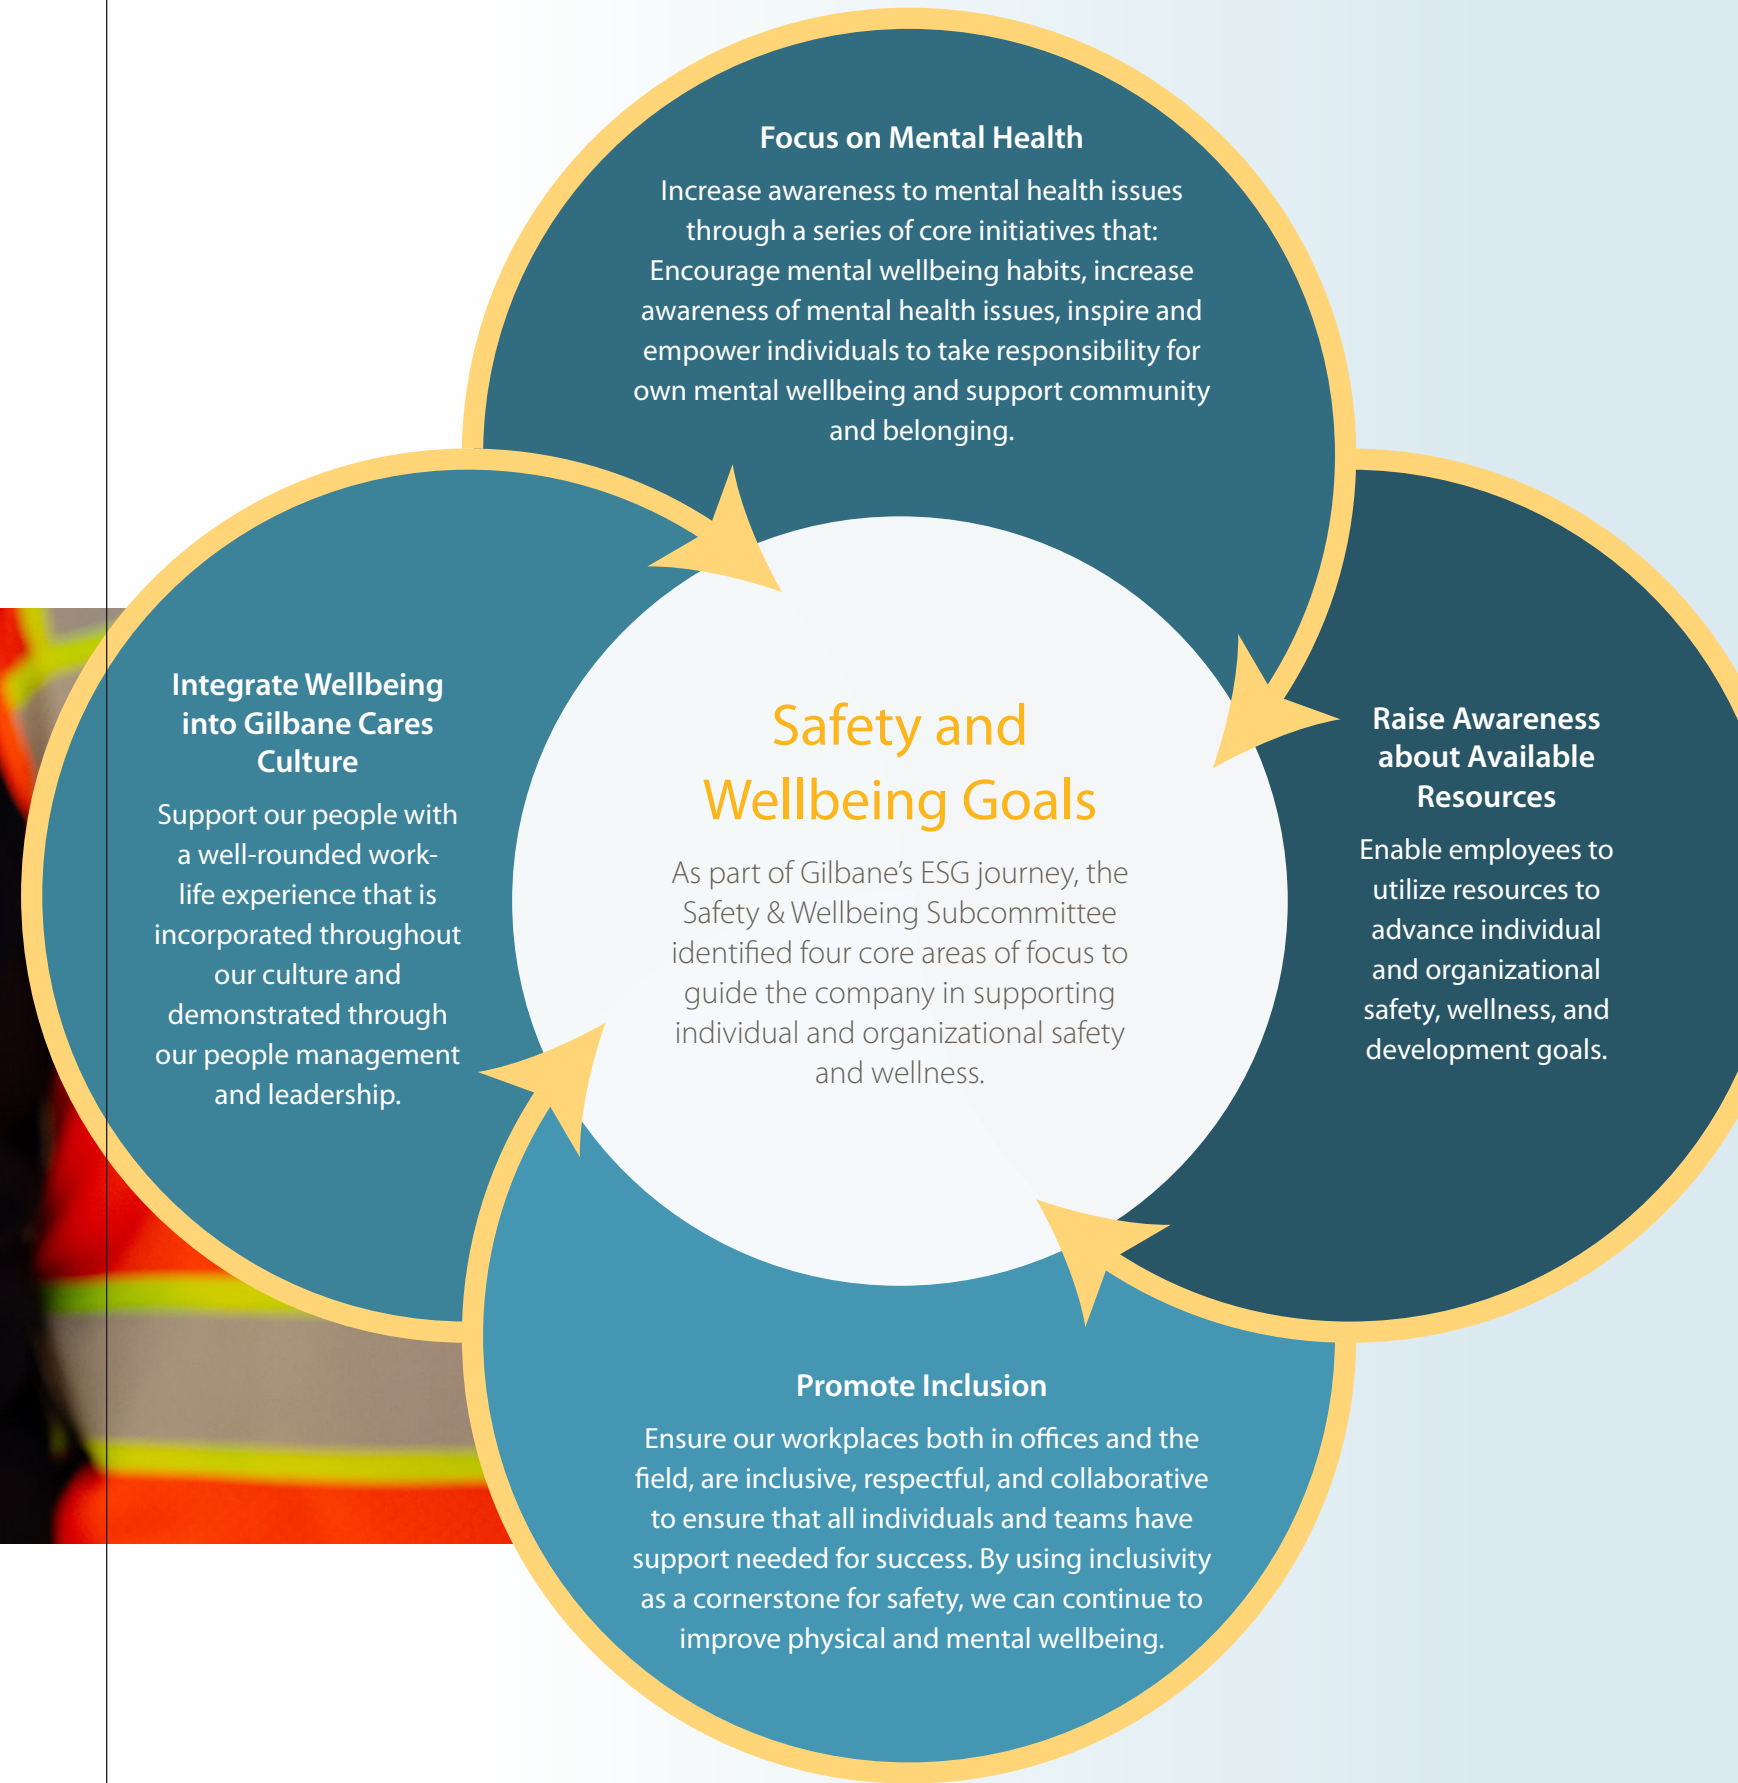 Focus on Mental Health
Increase awareness to mental health issues
through a series of core initiatives that:
Encourage mental wellbeing habits, increase
awareness of mental health issues, inspire and
empower individuals to take responsibility for
own mental wellbeing and support community
and belonging.
Integrate Wellbeing
into Gilbane Cares
Culture
Support our people with
a well-rounded work-
life experience that is
incorporated throughout
our culture and
demonstrated through
our people management
and leadership.
Safety and
Wellbeing Goals
As part of Gilbane’s ESG journey, the
Safety & Wellbeing Subcommittee
identified four core areas of focus to
guide the company in supporting
individual and organizational safety
and wellness.
Raise Awareness
about Available
Resources
Enable employees to
utilize resources to
advance individual
and organizational
safety, wellness, and
development goals.
Promote Inclusion
Ensure our workplaces both in offices and the
field, are inclusive, respectful, and collaborative
to ensure that all individuals and teams have
support needed for success. By using inclusivity
as a cornerstone for safety, we can continue to
improve physical and mental wellbeing.